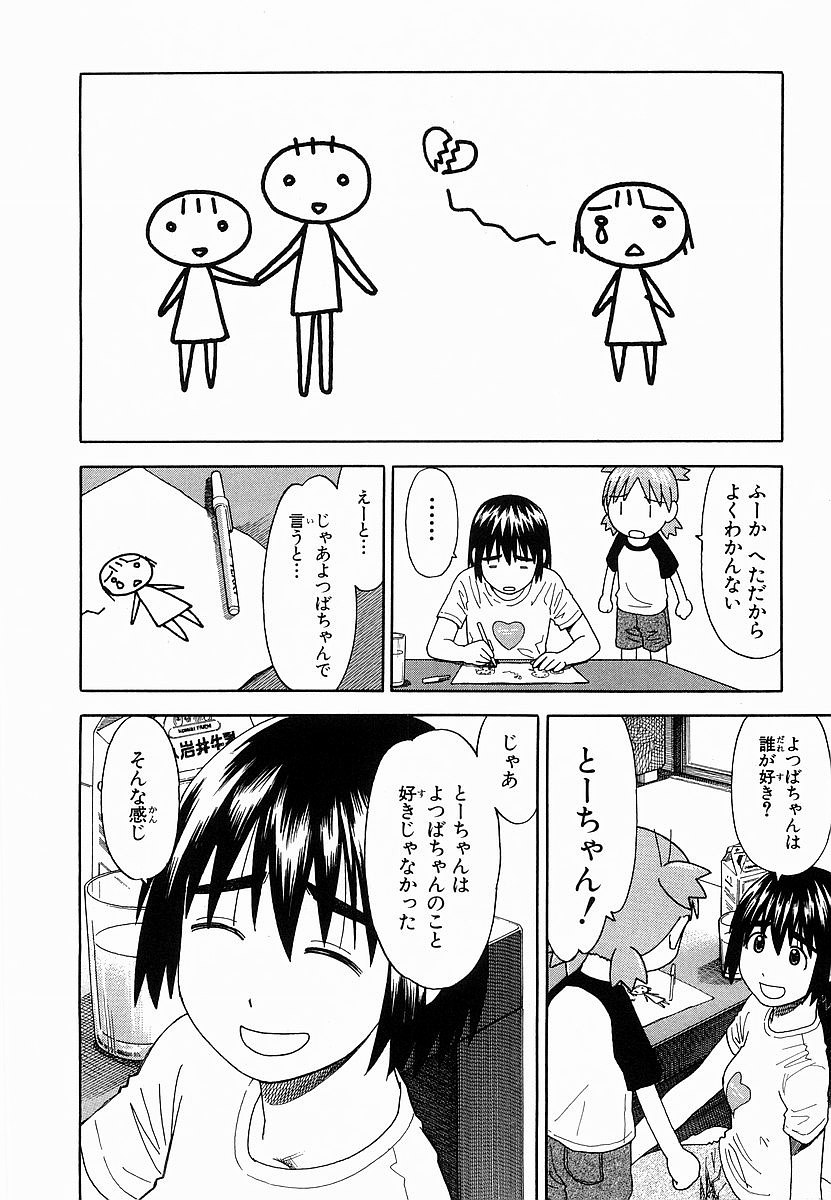 ふーか へただから
よくわかんない
……
えーと…
じゃあよつばちゃんで
言うと…
よつばちゃんは
誰が好き?
とーちゃん!
じゃあ
とーちゃんは
よつばちゃんのこと
好きじゃなかった
そんな感じ
岩井牛乳